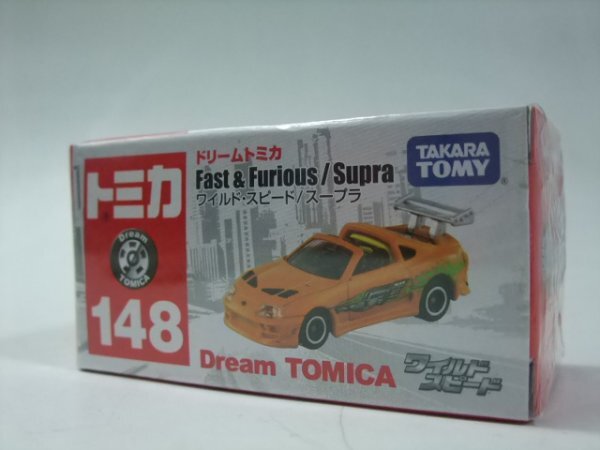 トミカ
Dream
TOMICA
148
ドリームトミカ
Fast & Furious / Supra
ワイルド・スピード/スープラ
TAKARA
TOMY
®
Dream TOMICA
ワイルド
スピード